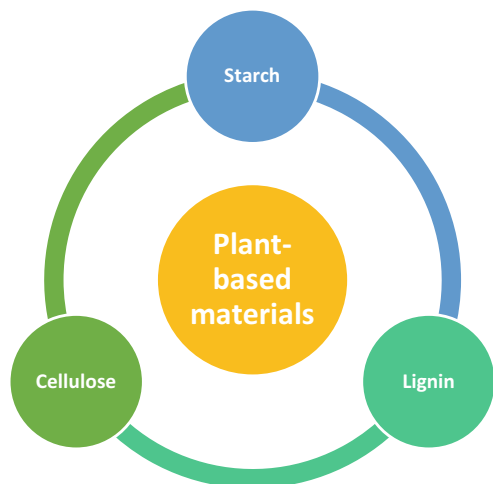 Starch
Plant-
based
materials
Cellulose
Lignin